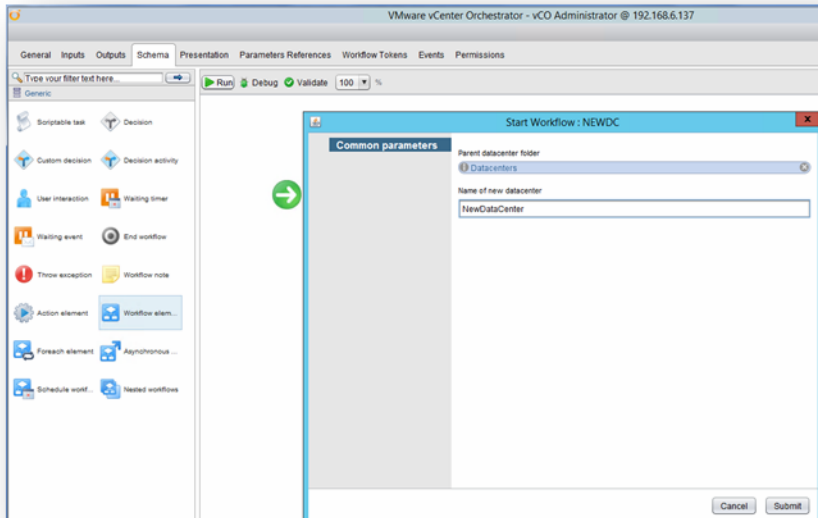 VMware vCenter Orchestrator - vCO Administrator @ 192.168.6.137
General Inputs Outputs Schema Presentation Parameters References Workflow Tokens Events Permissions
Type your filter text here...
Run Debug Validate 100 %
Generic
Scriptable task Decision
Custom decision Decision activity
User interaction Waiting timer
Waiting event End workflow
Throw exception Workflow note
Action element Workflow elem...
Foreach element Asynchronous ...
Schedule workf... Nested workflows
Start Workflow : NEWDC
Common parameters
Parent datacenter folder
Datacenters
Name of new datacenter
NewDataCenter
Cancel Submit